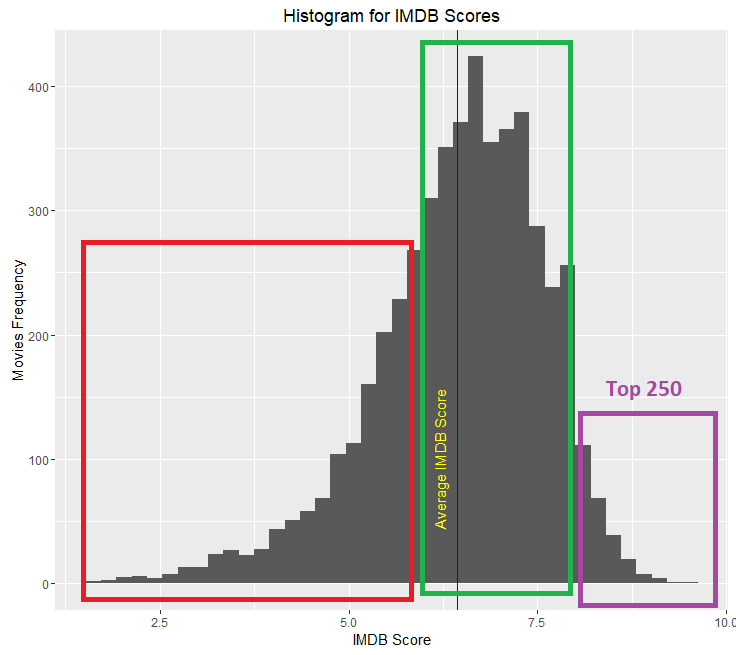 Histogram for IMDB Scores
Movies Frequency
400
300
200
100
0
Average IMDB Score
Top 250
2.5
5.0
7.5
10.0
IMDB Score